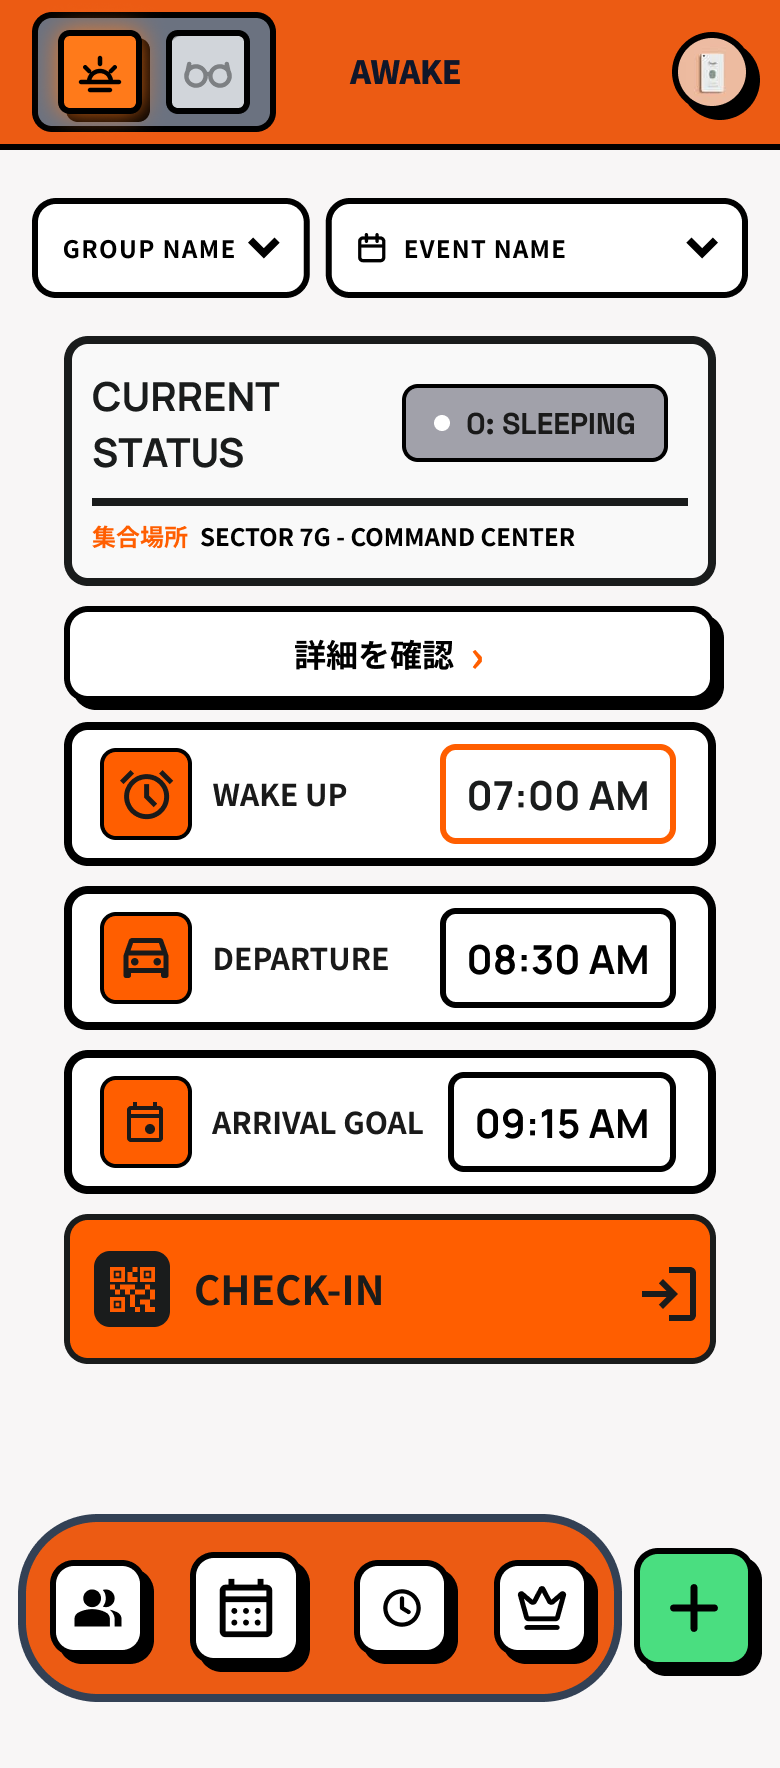 AWAKE
GROUP NAME
EVENT NAME
CURRENT
STATUS
0: SLEEPING
集合場所 SECTOR 7G - COMMAND CENTER
詳細を確認 ›
WAKE UP
07:00 AM
DEPARTURE
08:30 AM
ARRIVAL GOAL
09:15 AM
CHECK-IN